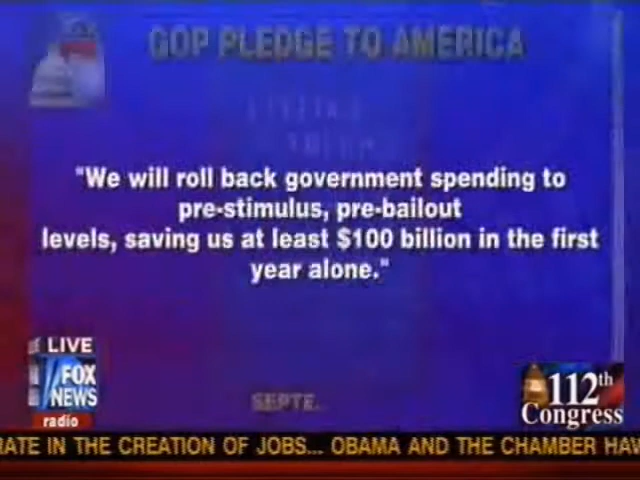 GOP PLEDGE TO AMERICA
"We will roll back government spending to
pre-stimulus, pre-bailout
levels, saving us at least $100 billion in the first
year alone."
LIVE
FOX
NEWS
radio
SEPTE.
112th
Congress
RATE IN THE CREATION OF JOBS... OBAMA AND THE CHAMBER HAV